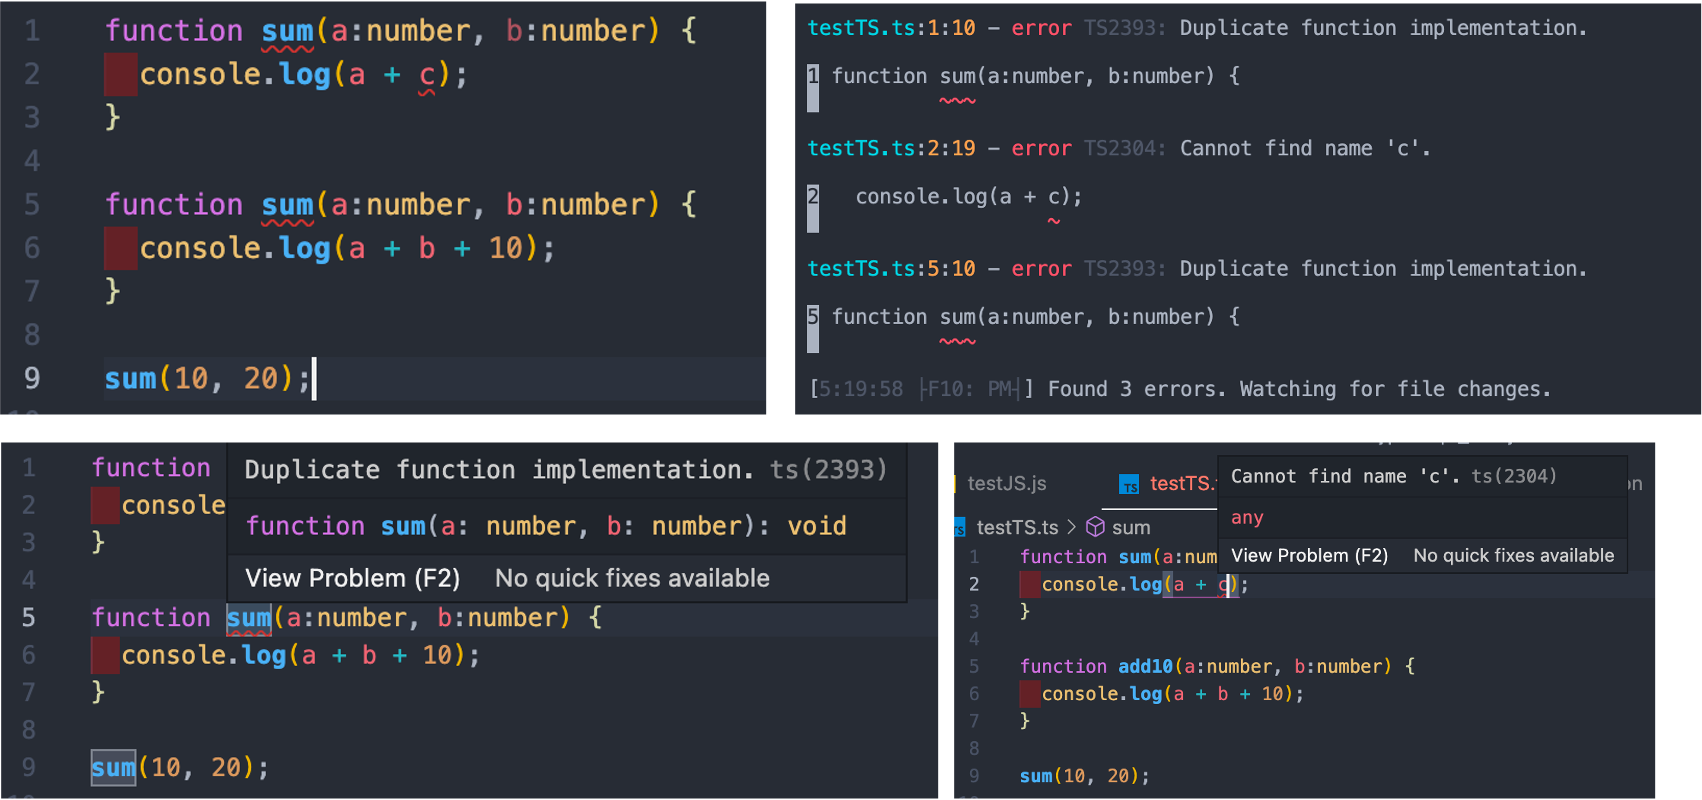 1 function sum(a:number, b:number) {
2 console.log(a + c);
3 }
4
5 function sum(a:number, b:number) {
6 console.log(a + b + 10);
7 }
8
9 sum(10, 20);
testTS.ts:1:10 - error TS2393: Duplicate function implementation.
1 function sum(a:number, b:number) {
testTS.ts:2:19 - error TS2304: Cannot find name 'c'.
2 console.log(a + c);
testTS.ts:5:10 - error TS2393: Duplicate function implementation.
5 function sum(a:number, b:number) {
[5:19:58 ├F10: PM┤] Found 3 errors. Watching for file changes.
1 function
2 console
3 }
4
Duplicate function implementation. ts(2393)
function sum(a: number, b: number): void
View Problem (F2) No quick fixes available
5 function sum(a:number, b:number) {
6 console.log(a + b + 10);
7 }
8
9 sum(10, 20);
testJS.js TS testTS.
Cannot find name 'c'. ts(2304)
any
View Problem (F2) No quick fixes available
testTS.ts > sum
1 function sum(a:num
2 console.log(a + c);
3 }
4
5 function add10(a:number, b:number) {
6 console.log(a + b + 10);
7 }
8
9 sum(10, 20);